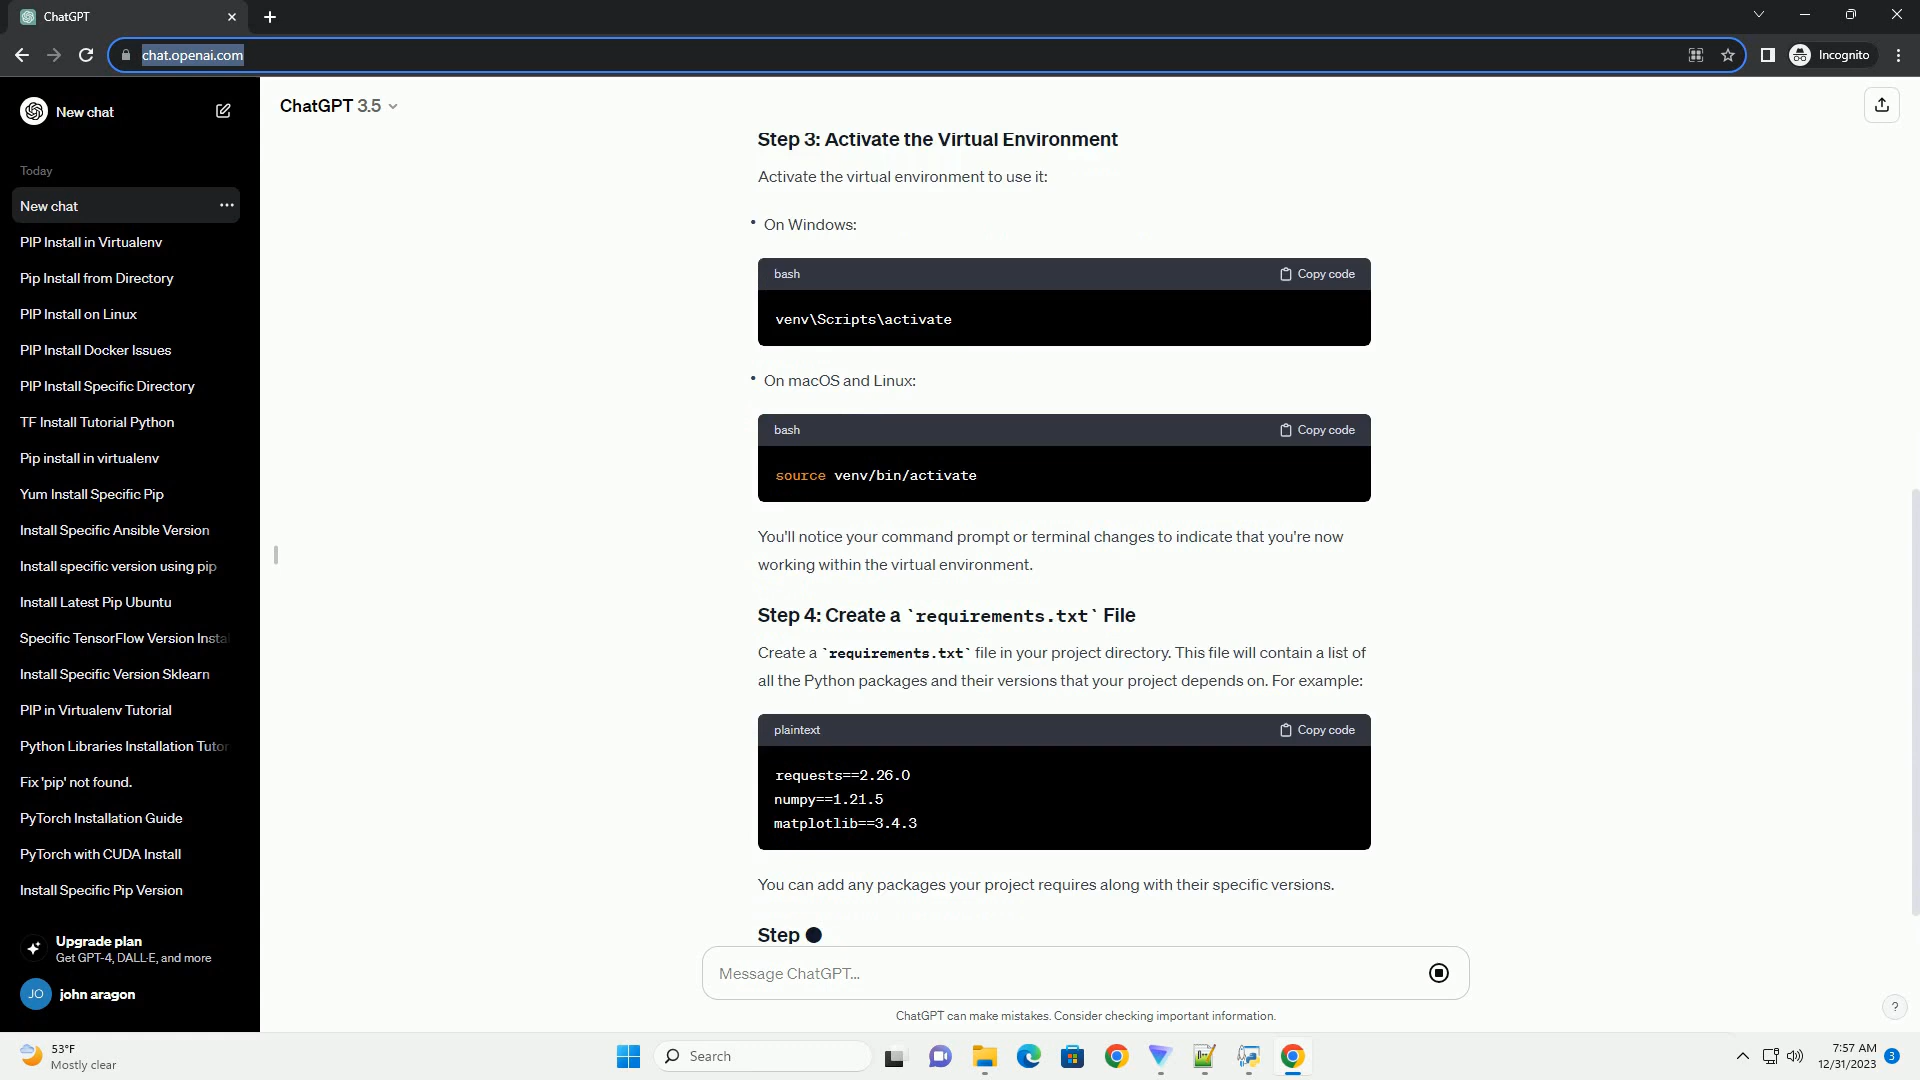 ChatGPT
chat.openai.com
Incognito
New chat
Today
New chat
PIP Install in Virtualenv
Pip Install from Directory
PIP Install on Linux
PIP Install Docker Issues
PIP Install Specific Directory
TF Install Tutorial Python
Pip install in virtualenv
Yum Install Specific Pip
Install Specific Ansible Version
Install specific version using pip
Install Latest Pip Ubuntu
Specific TensorFlow Version Instal
Install Specific Version Sklearn
PIP in Virtualenv Tutorial
Python Libraries Installation Tutor
Fix 'pip' not found.
PyTorch Installation Guide
PyTorch with CUDA Install
Install Specific Pip Version
Upgrade plan
Get GPT-4, DALL·E, and more
JO john aragon
ChatGPT 3.5
Step 3: Activate the Virtual Environment
Activate the virtual environment to use it:
• On Windows:
bash Copy code
venv\Scripts\activate
• On macOS and Linux:
bash Copy code
source venv/bin/activate
You'll notice your command prompt or terminal changes to indicate that you're now
working within the virtual environment.
Step 4: Create a `requirements.txt` File
Create a `requirements.txt` file in your project directory. This file will contain a list of
all the Python packages and their versions that your project depends on. For example:
plaintext Copy code
requests==2.26.0
numpy==1.21.5
matplotlib==3.4.3
You can add any packages your project requires along with their specific versions.
Step
Message ChatGPT...
ChatGPT can make mistakes. Consider checking important information.
?
53°F
Mostly clear
Search
7:57 AM
12/31/2023
3